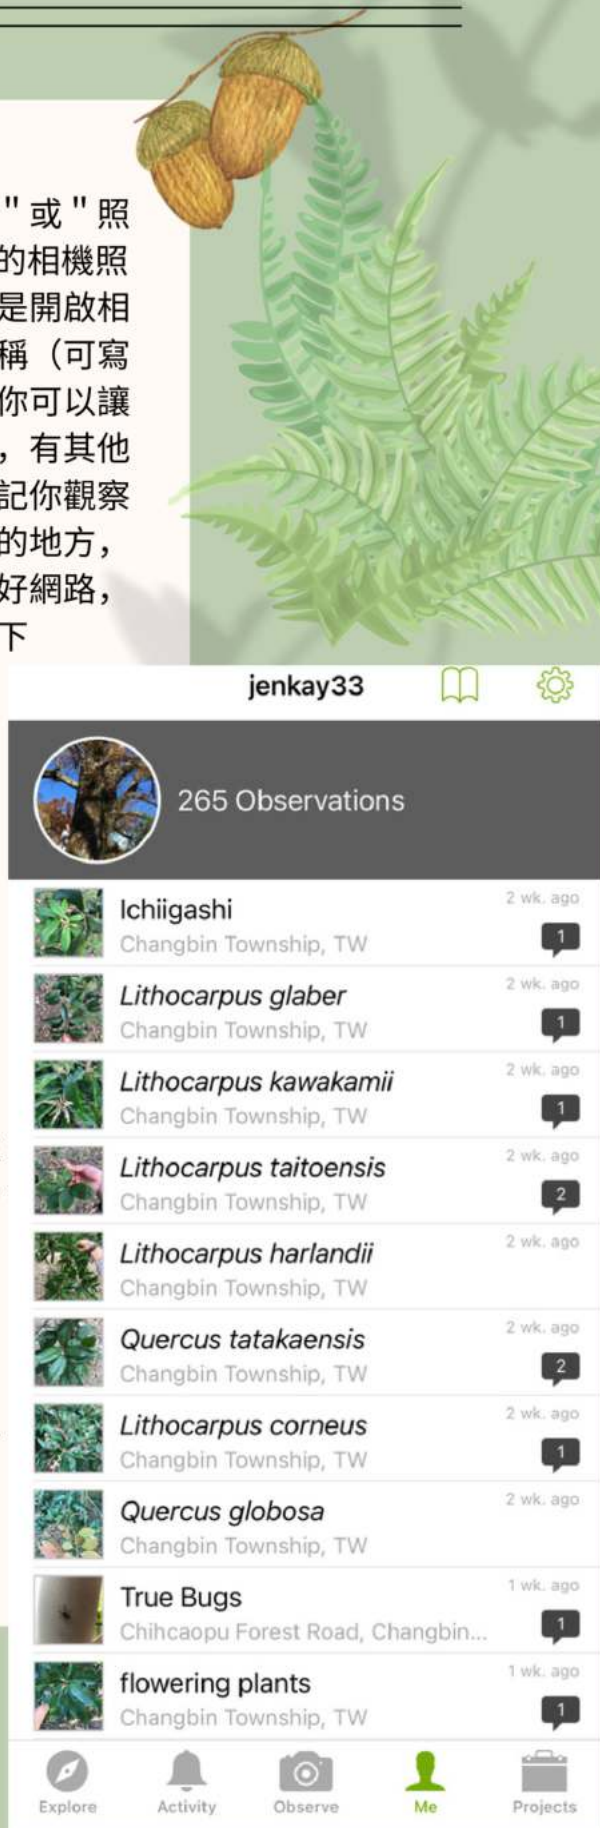 ＂或＂照
的相機照
是開啟相
稱（可寫
你可以讓
，有其他
記你觀察
的地方，
好網路，
下
jenkay33
265 Observations
Ichiigashi
2 wk. ago
Changbin Township, TW
1
Lithocarpus glaber
2 wk. ago
Changbin Township, TW
1
Lithocarpus kawakamii
2 wk. ago
Changbin Township, TW
1
Lithocarpus taitoensis
2 wk. ago
Changbin Township, TW
2
Lithocarpus harlandii
2 wk. ago
Changbin Township, TW
Quercus tatakaensis
2 wk. ago
Changbin Township, TW
2
Lithocarpus corneus
2 wk. ago
Changbin Township, TW
1
Quercus globosa
2 wk. ago
Changbin Township, TW
True Bugs
1 wk. ago
Chihcaopu Forest Road, Changbin...
1
flowering plants
1 wk. ago
Changbin Township, TW
1
Explore Activity Observe Me Projects